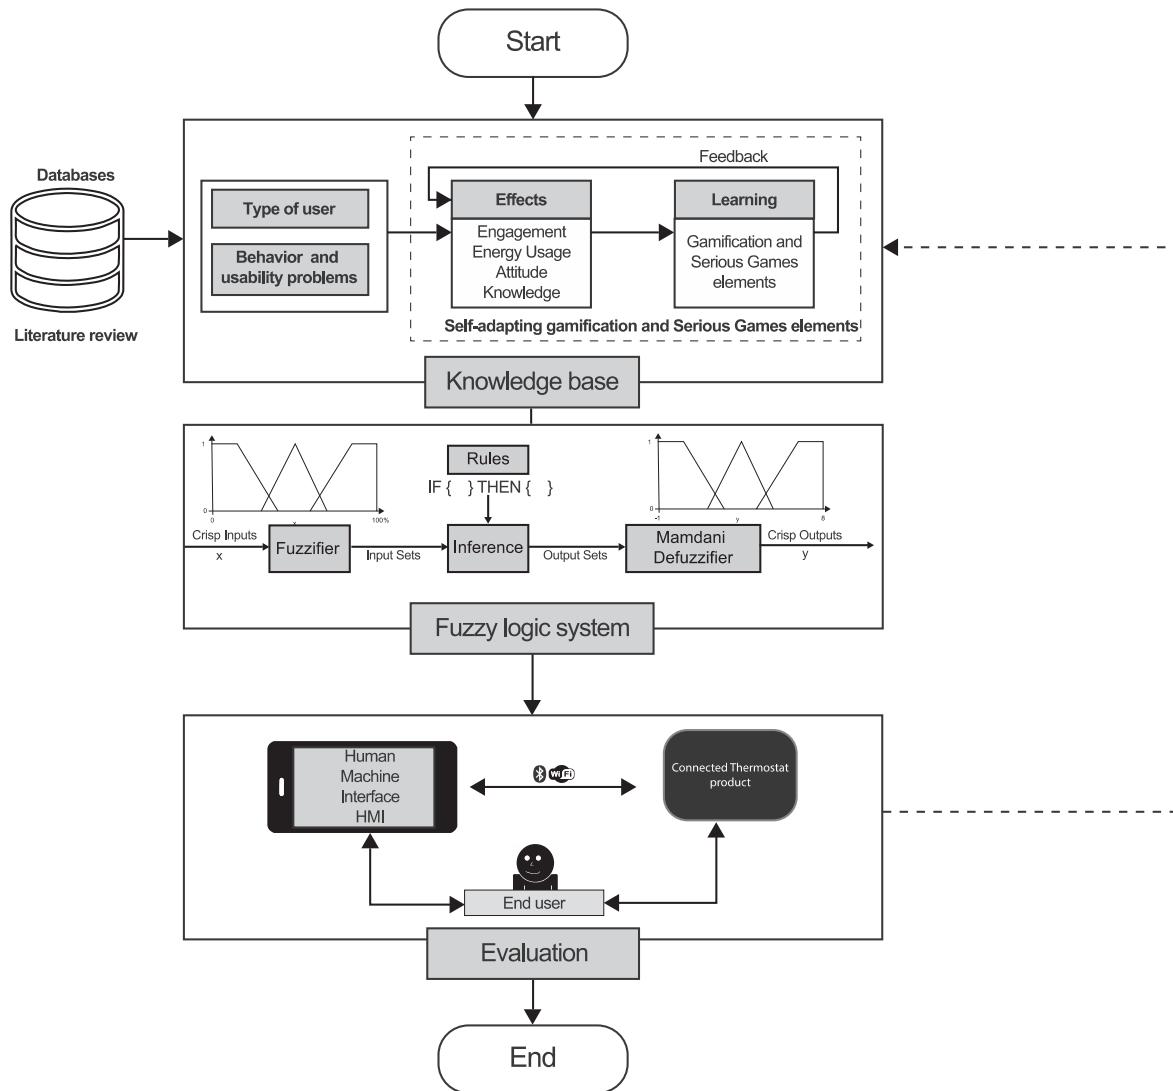 Start
Databases
Literature review
Type of user
Behavior and
usability problems
Feedback
Effects
Engagement
Energy Usage
Attitude
Knowledge
Learning
Gamification and
Serious Games
elements
Self-adapting gamification and Serious Games elements
Knowledge base
1
0
0
x
100%
Rules
IF { } THEN { }
1
0
-1
y
8
Crisp Inputs
x
Fuzzifier
Input Sets
Inference
Output Sets
Mamdani
Defuzzifier
Crisp Outputs
y
Fuzzy logic system
Human
Machine
Interface
HMI
Wi Fi
Connected Thermostat
product
End user
Evaluation
End